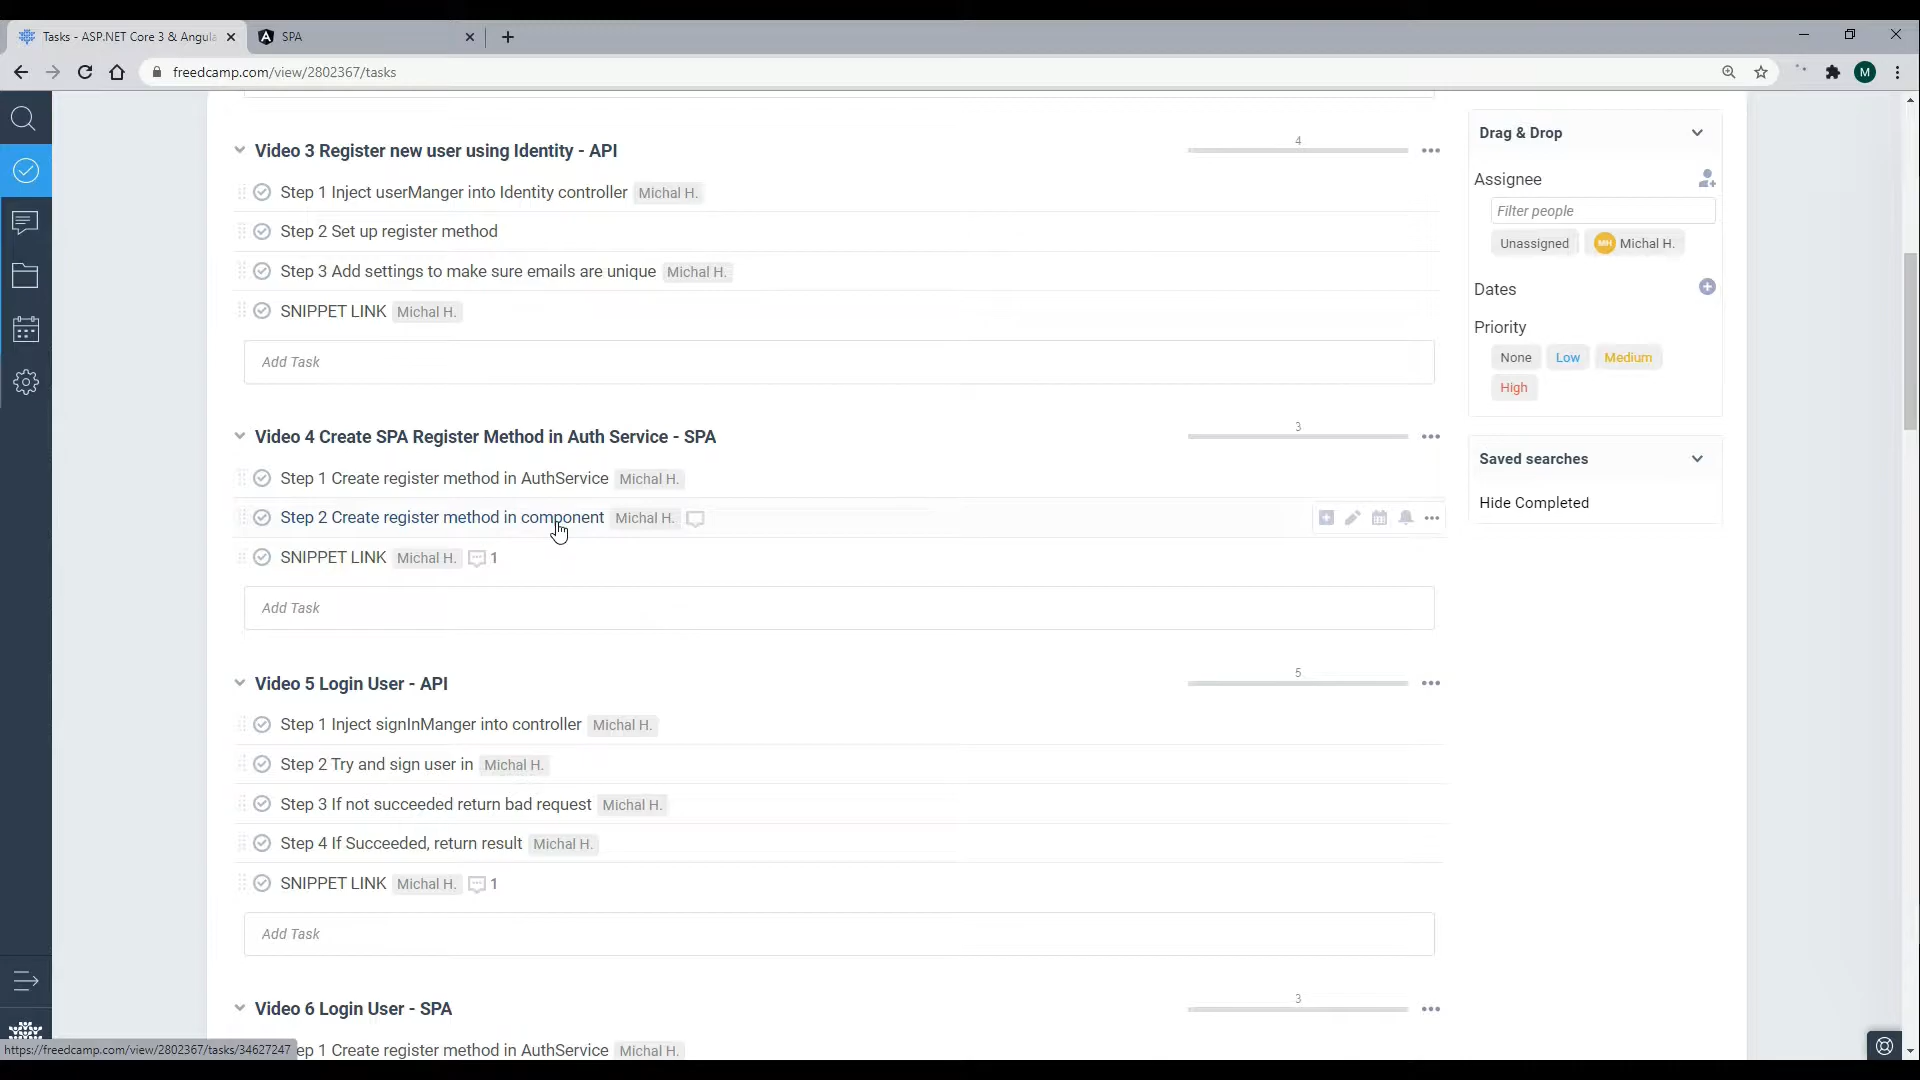 Tasks - ASP.NET Core 3 & Angula
SPA
freedcamp.com/view/2802367/tasks
M
Video 3 Register new user using Identity - API
4
Step 1 Inject userManger into Identity controller Michal H.
Step 2 Set up register method
Step 3 Add settings to make sure emails are unique Michal H.
SNIPPET LINK Michal H.
Add Task
Video 4 Create SPA Register Method in Auth Service - SPA
3
Step 1 Create register method in AuthService Michal H.
Step 2 Create register method in component Michal H.
SNIPPET LINK Michal H. 1
Add Task
Video 5 Login User - API
5
Step 1 Inject signInManger into controller Michal H.
Step 2 Try and sign user in Michal H.
Step 3 If not succeeded return bad request Michal H.
Step 4 If Succeeded, return result Michal H.
SNIPPET LINK Michal H. 1
Add Task
Video 6 Login User - SPA
3
ep 1 Create register method in AuthService Michal H.
https://freedcamp.com/view/2802367/tasks/34627247
Drag & Drop
Assignee
Filter people
Unassigned MH Michal H.
Dates
Priority
None Low Medium
High
Saved searches
Hide Completed